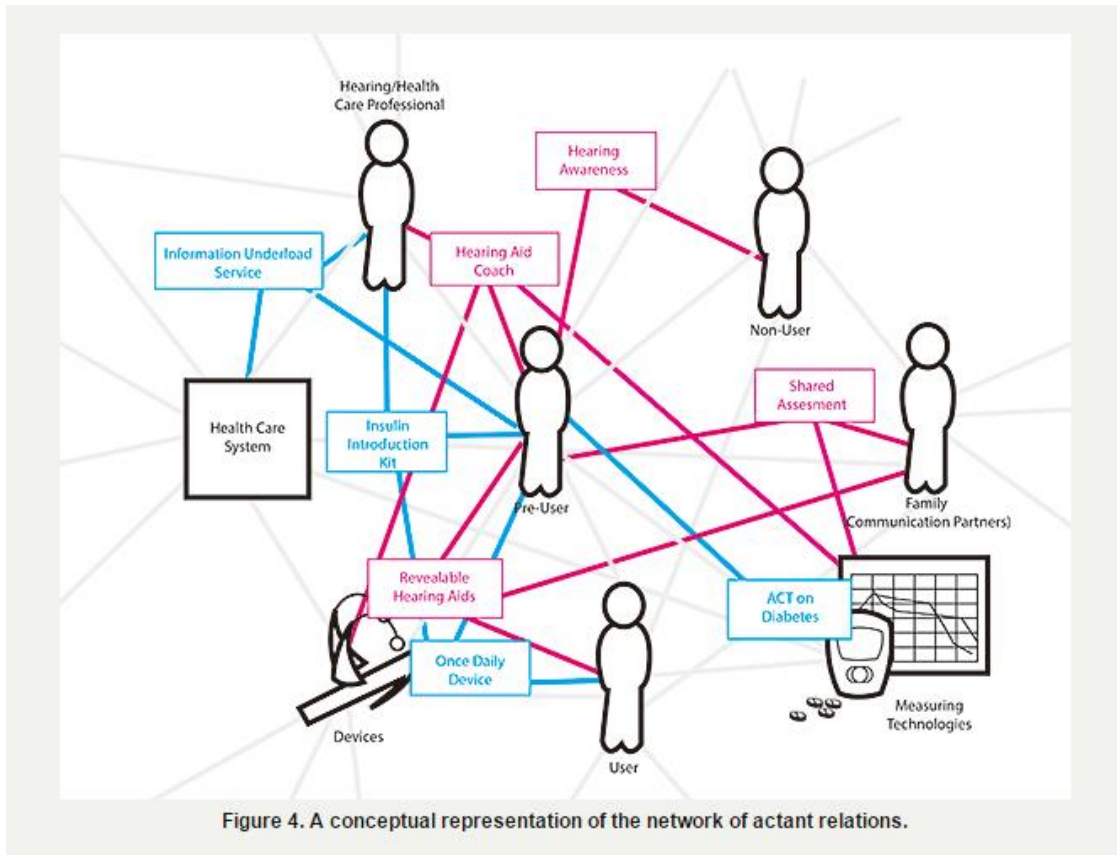 Hearing/Health
Care Professional
Hearing
Awareness
Information Underload
Service
Hearing Aid
Coach
Non-User
Shared
Assesment
Health Care
System
Insulin
Introduction
Kit
Pre-User
Family
(Communication Partners)
Revealable
Hearing Aids
ACT on
Diabetes
Once Daily
Device
Measuring
Technologies
Devices
User
Figure 4. A conceptual representation of the network of actant relations.